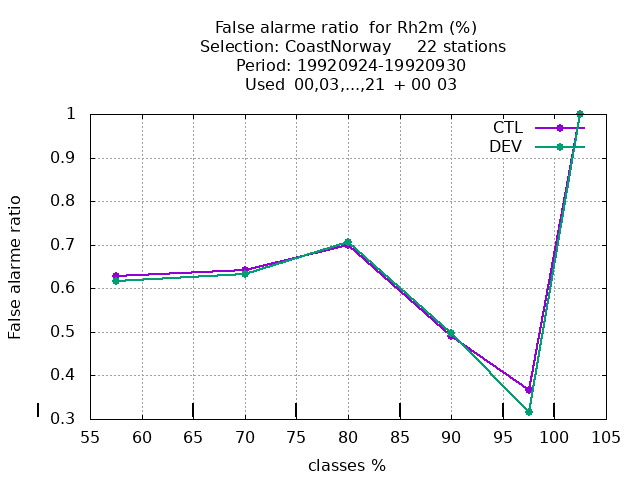 False alarme ratio  for Rh2m (%)
Selection: CoastNorway     22 stations
Period: 19920924-19920930
Used  00,03,...,21  + 00 03
CTL
DEV
1
0.9
0.8
0.7
0.6
0.5
0.4
0.3
False alarme ratio
55 60 65 70 75 80 85 90 95 100 105
classes %